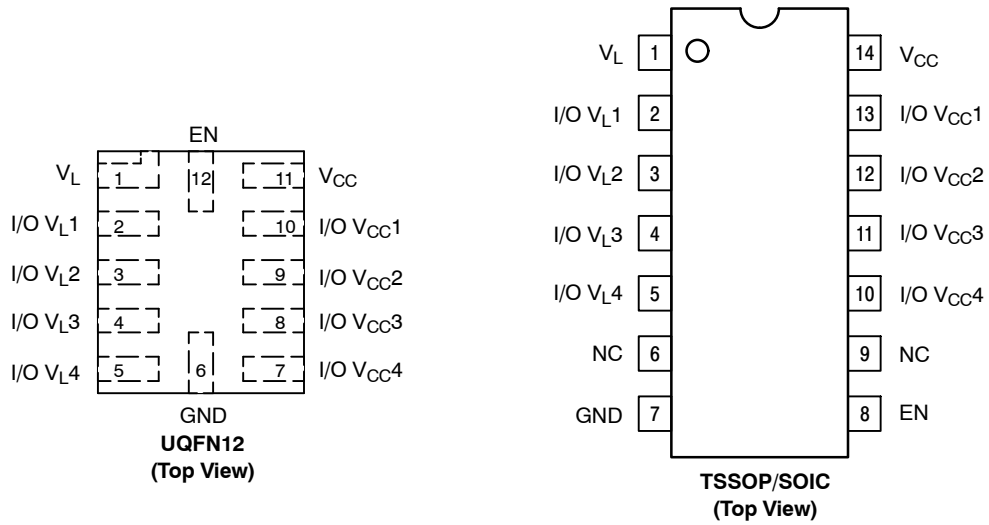 EN
V_L 1 12 11 V_CC
I/O V_L1 2 10 I/O V_CC1
I/O V_L2 3 9 I/O V_CC2
I/O V_L3 4 8 I/O V_CC3
I/O V_L4 5 6 7 I/O V_CC4
GND
UQFN12
(Top View)
V_L 1 14 V_CC
I/O V_L1 2 13 I/O V_CC1
I/O V_L2 3 12 I/O V_CC2
I/O V_L3 4 11 I/O V_CC3
I/O V_L4 5 10 I/O V_CC4
NC 6 9 NC
GND 7 8 EN
TSSOP/SOIC
(Top View)